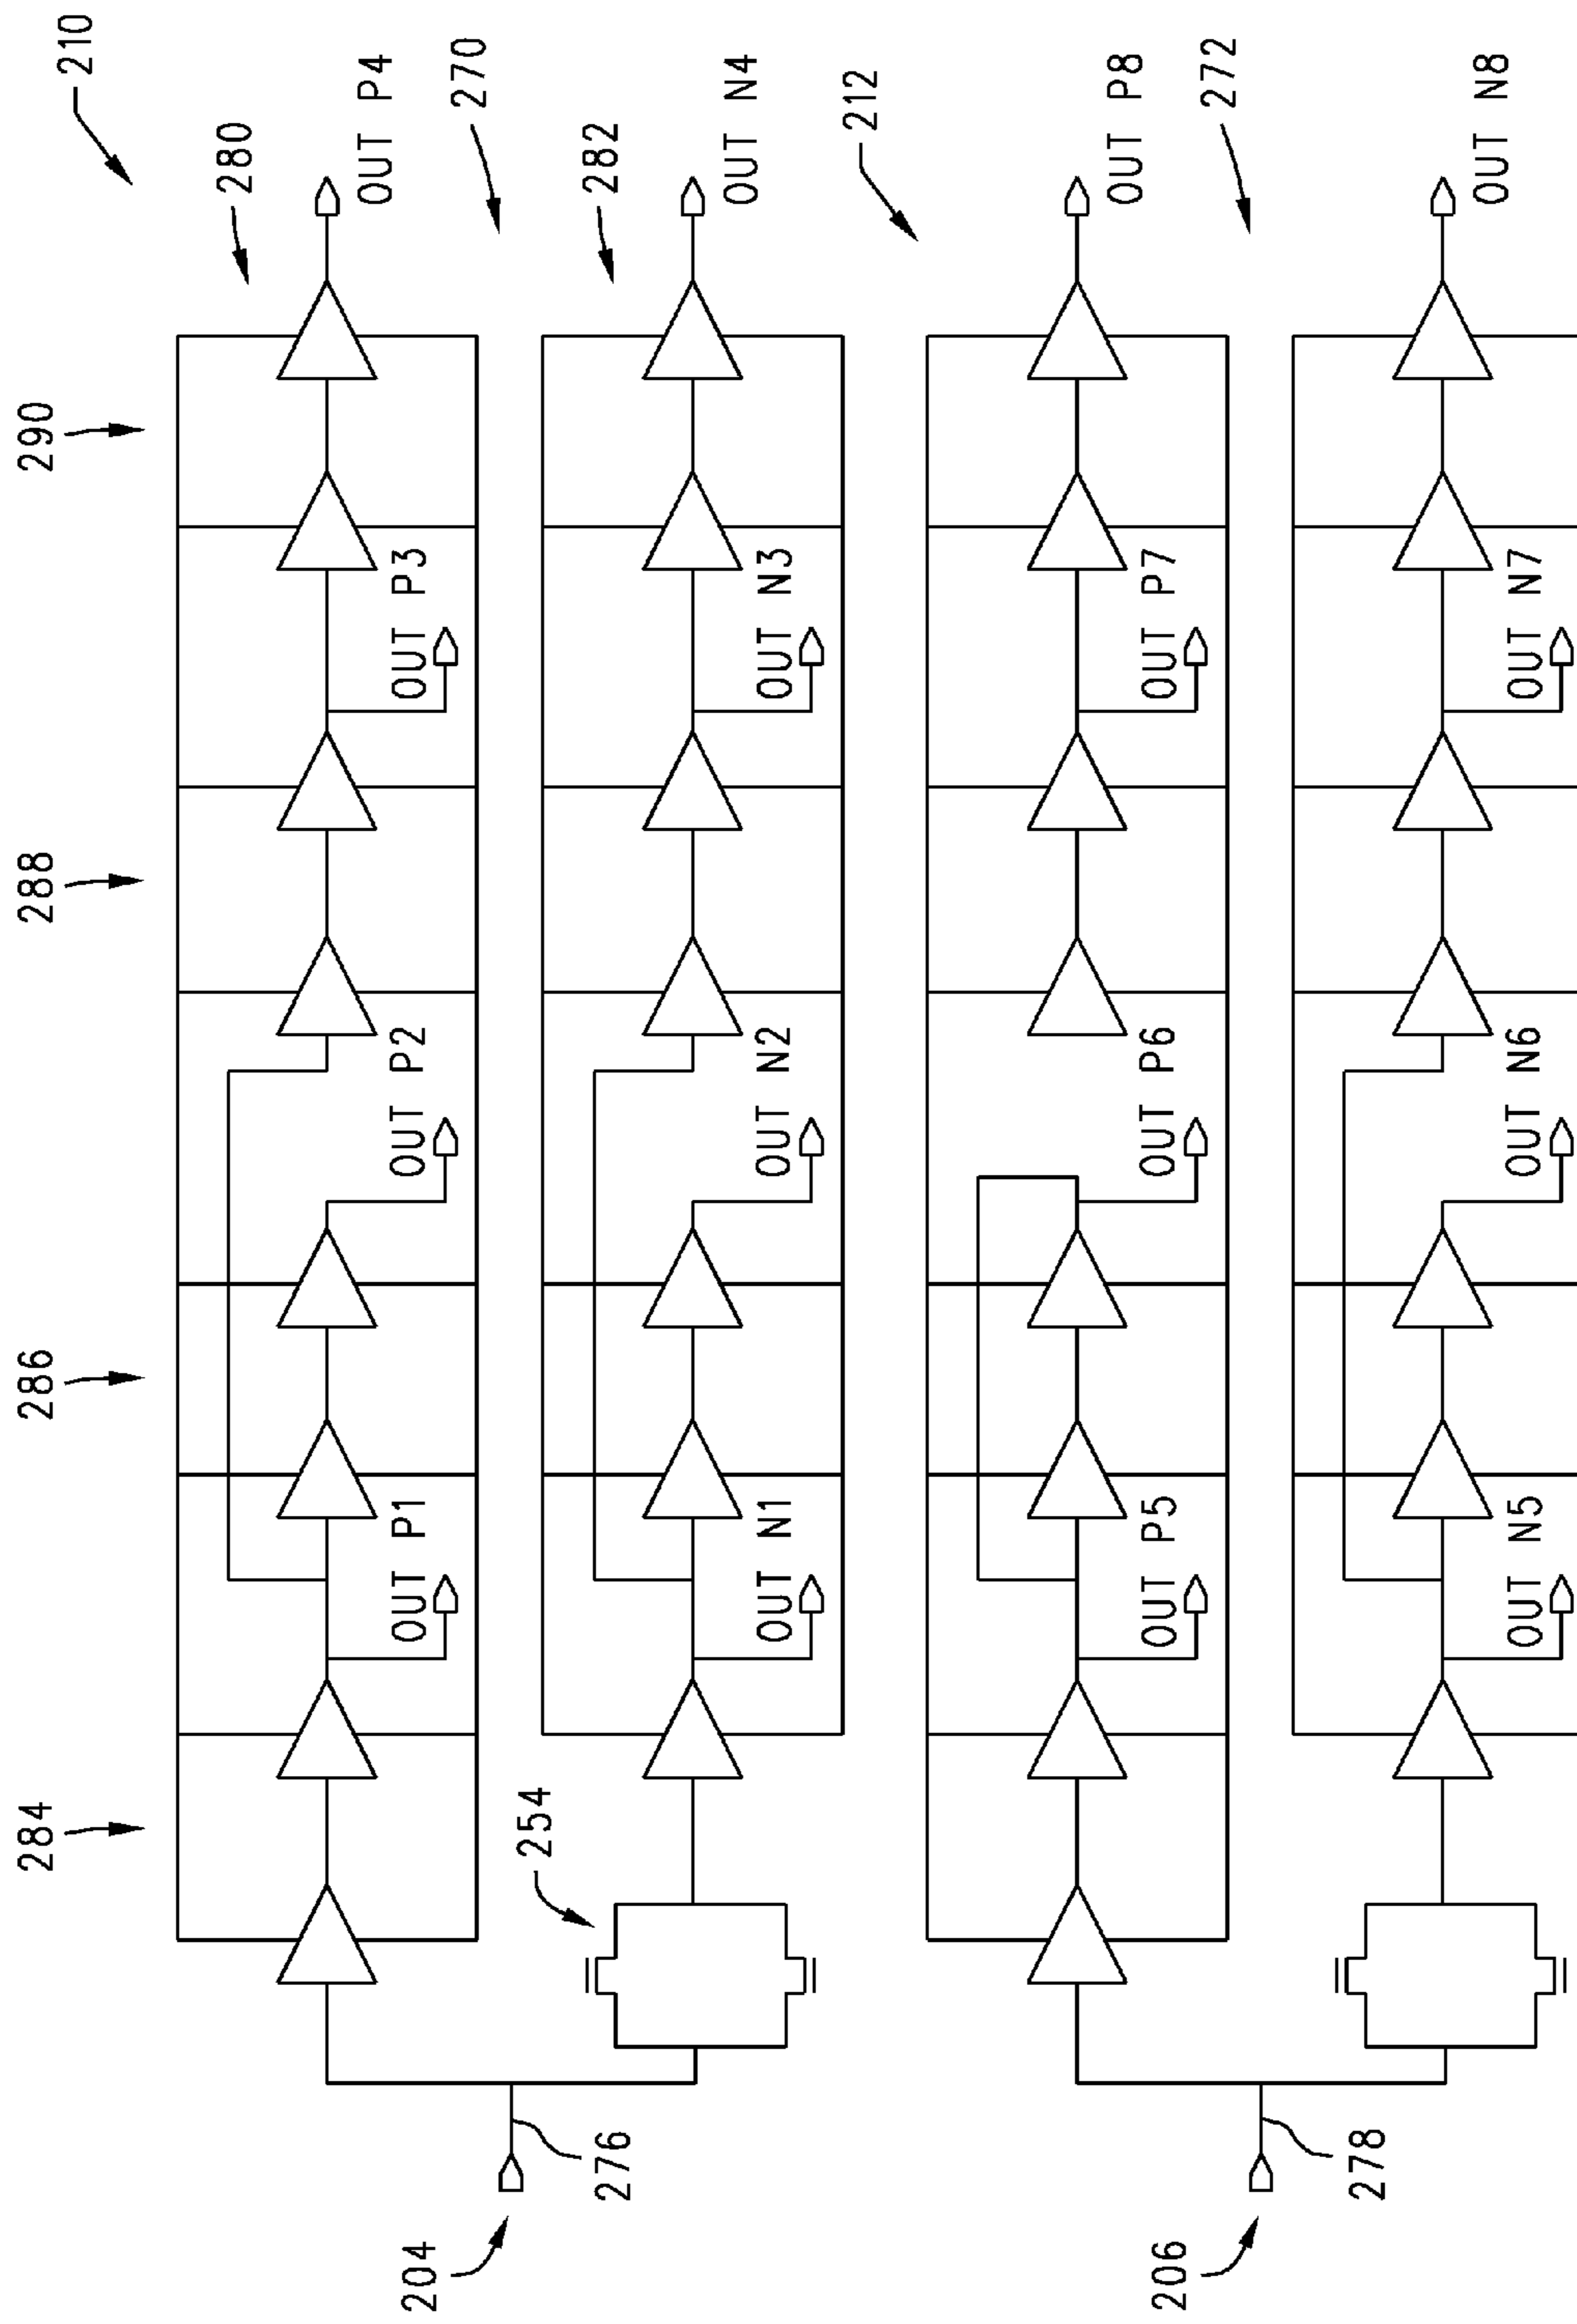 210
280
OUT P4
270
282
OUT N4
212
OUT P8
272
OUT N8
290
OUT P3
OUT N3
OUT P7
OUT N7
288
OUT P2
OUT N2
OUT P6
OUT N6
286
OUT P1
OUT N1
OUT P5
OUT N5
284
254
276
278
204
206